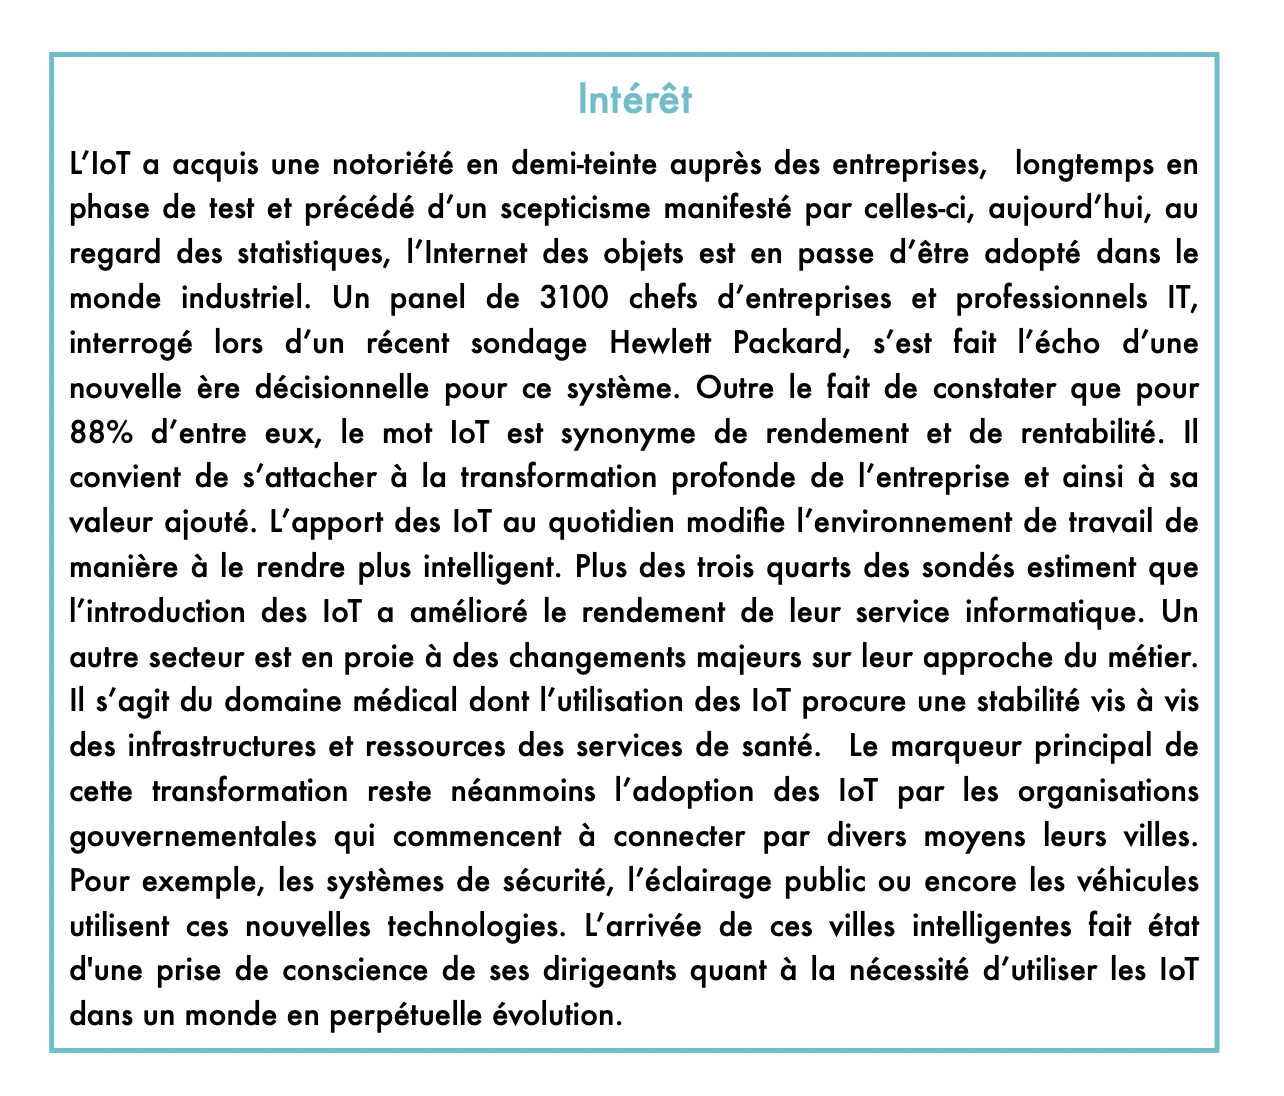 Intérêt
L’IoT a acquis une notoriété en demi-teinte auprès des entreprises,  longtemps en
phase de test et précédé d’un scepticisme manifesté par celles-ci, aujourd’hui, au
regard des statistiques, l’Internet des objets est en passe d’être adopté dans le
monde industriel. Un panel de 3100 chefs d’entreprises et professionnels IT,
interrogé lors d’un récent sondage Hewlett Packard, s’est fait l’écho d’une
nouvelle ère décisionnelle pour ce système. Outre le fait de constater que pour
88% d’entre eux, le mot IoT est synonyme de rendement et de rentabilité. Il
convient de s’attacher à la transformation profonde de l’entreprise et ainsi à sa
valeur ajouté. L’apport des IoT au quotidien modifie l’environnement de travail de
manière à le rendre plus intelligent. Plus des trois quarts des sondés estiment que
l’introduction des IoT a amélioré le rendement de leur service informatique. Un
autre secteur est en proie à des changements majeurs sur leur approche du métier.
Il s’agit du domaine médical dont l’utilisation des IoT procure une stabilité vis à vis
des infrastructures et ressources des services de santé.  Le marqueur principal de
cette transformation reste néanmoins l’adoption des IoT par les organisations
gouvernementales qui commencent à connecter par divers moyens leurs villes.
Pour exemple, les systèmes de sécurité, l’éclairage public ou encore les véhicules
utilisent ces nouvelles technologies. L’arrivée de ces villes intelligentes fait état
d'une prise de conscience de ses dirigeants quant à la nécessité d’utiliser les IoT
dans un monde en perpétuelle évolution.